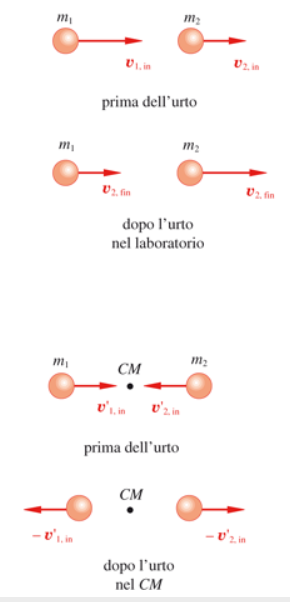 m₁ m₂
v₁, in v₂, in
prima dell'urto
m₁ m₂
v₂, fin v₂, fin
dopo l'urto
nel laboratorio
m₁ CM m₂
v'₁, in v'₂, in
prima dell'urto
CM
– v'₁, in – v'₂, in
dopo l'urto
nel CM